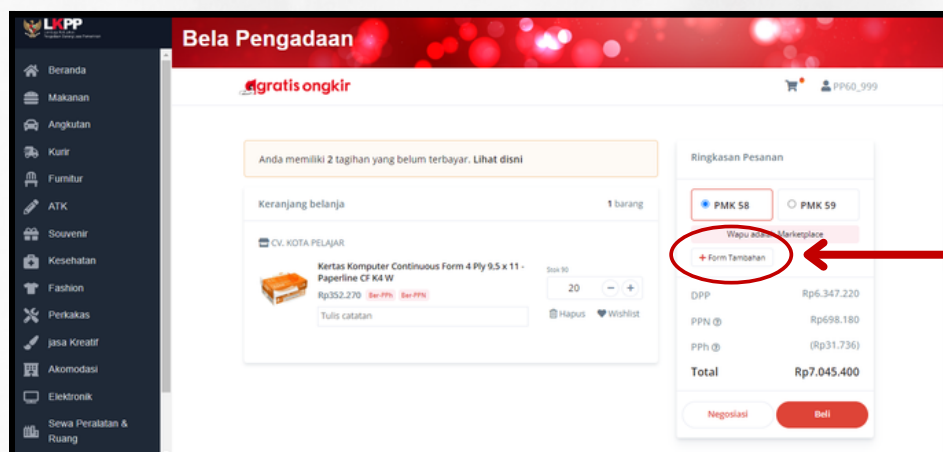 LKPP
Bela Pengadaan
Beranda
Makanan
Angkutan
Kurir
Furnitur
ATK
Souvenir
Kesehatan
Fashion
Perkakas
jasa Kreatif
Akomodasi
Elektronik
Sewa Peralatan &
Ruang
gratis ongkir
PP60_999
Anda memiliki 2 tagihan yang belum terbayar. Lihat disni
Keranjang belanja
1 barang
CV. KOTA PELAJAR
Kertas Komputer Continuous Form 4 Ply 9,5 x 11 -
Paperline CF K4 W
Rp352.270 Ber-PPh Ber-PPN
Tulis catatan
Stok 90
20 − +
Hapus Wishlist
Ringkasan Pesanan
PMK 58
PMK 59
Wapu adalah Marketplace
+ Form Tambahan
DPP Rp6.347.220
PPN Rp698.180
PPh (Rp31.736)
Total Rp7.045.400
Negosiasi
Beli